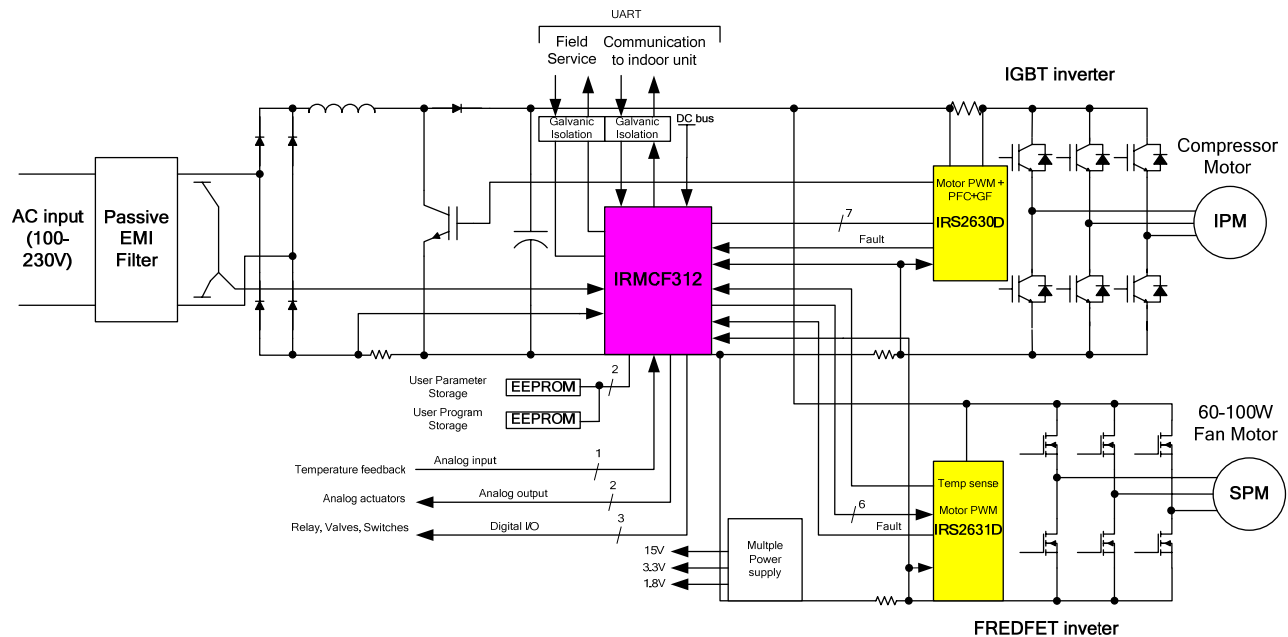 UART
Field
Service
Communication
to indoor unit
IGBT inverter
Galvanic
Isolation
Galvanic
Isolation
DC bus
Compressor
Motor
AC input
(100-
230V)
Passive
EMI
Filter
Motor PWM +
PFC+GF
IRS2630D
IPM
7
Fault
IRMCF312
2
User Parameter
Storage
EEPROM
User Program
Storage
EEPROM
60-100W
Fan Motor
Temperature feedback
Analog input
1
Analog actuators
Analog output
2
Relay, Valves, Switches
Digital I/O
3
Temp sense
6
Motor PWM
Fault
IRS2631D
SPM
15V
3.3V
1.8V
Multple
Power
supply
FREDFET inveter